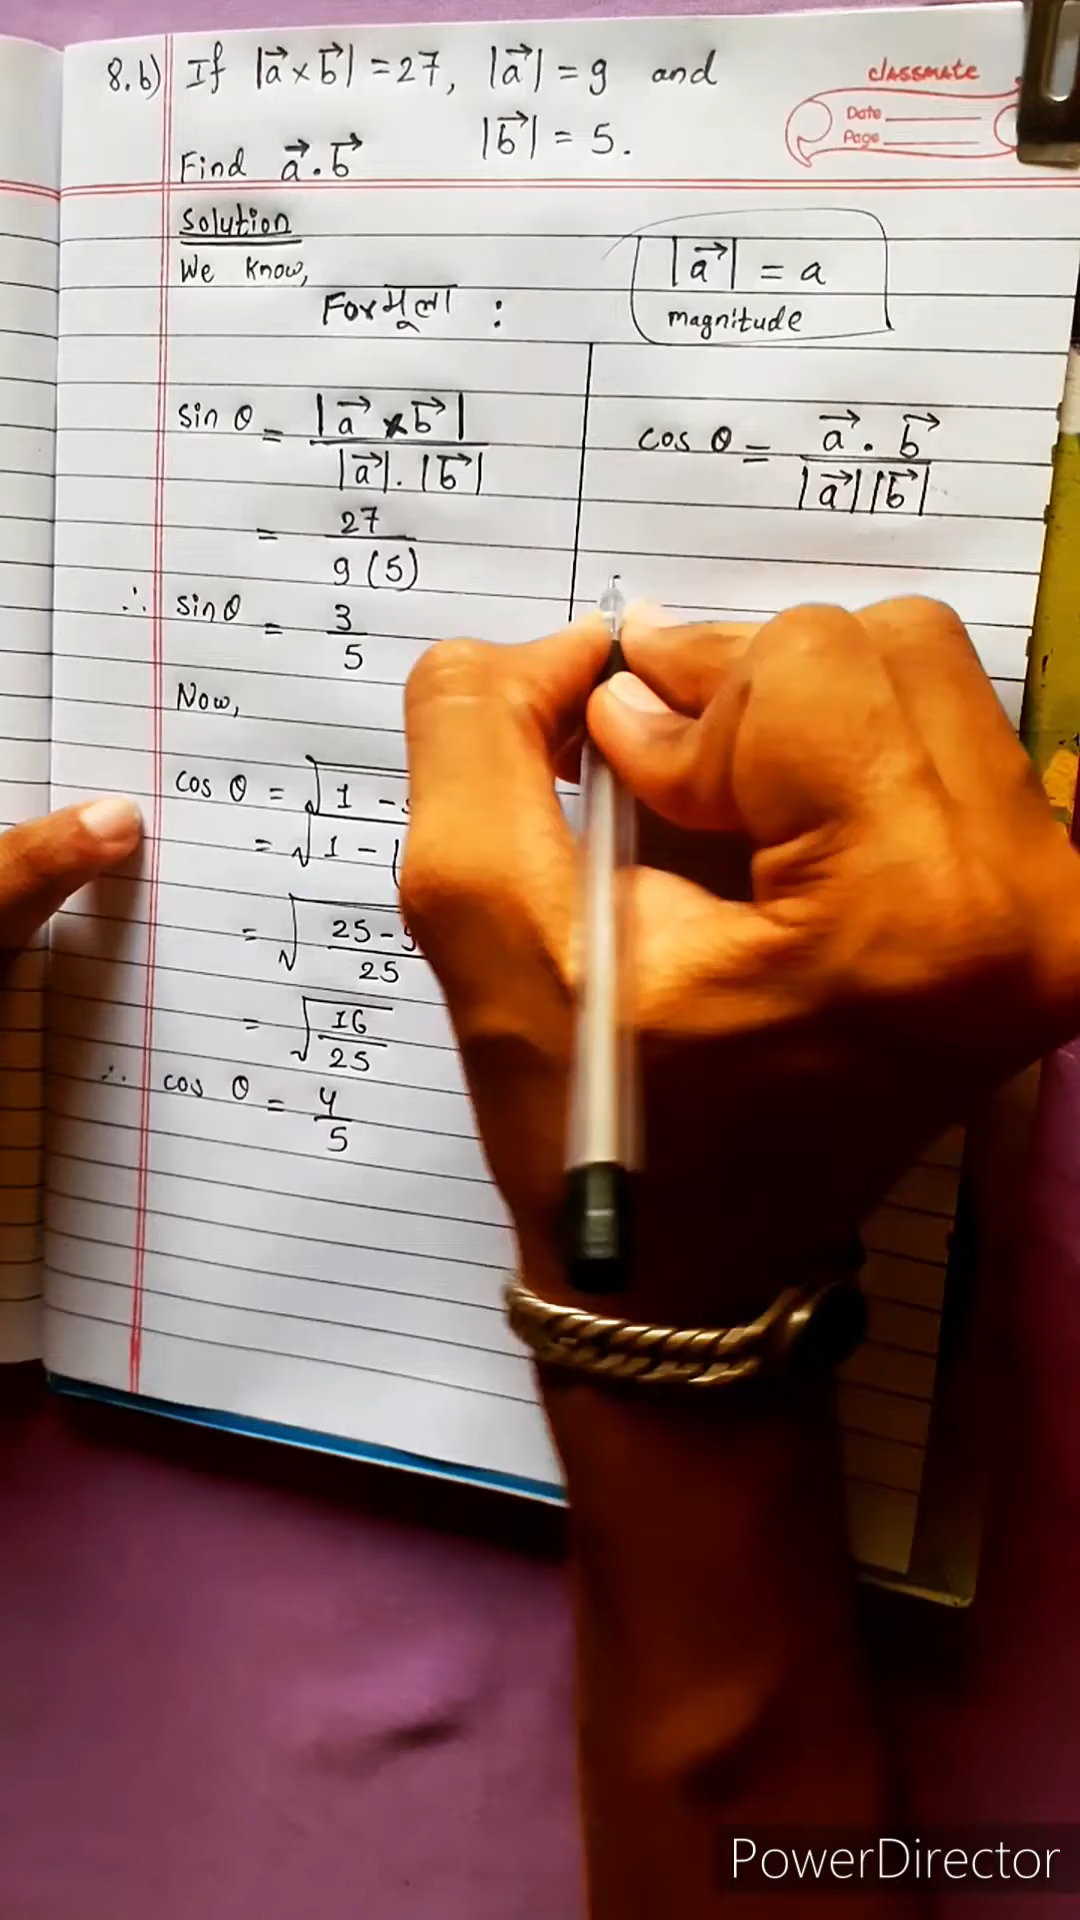 8.b) If |a⃗ × b⃗| = 27, |a⃗| = 9 and
|b⃗| = 5.
Find a⃗ . b⃗
classmate
Date
Page
Solution
We know,
Forमूला :
|a⃗| = a
magnitude
sin θ = |a⃗ × b⃗| / |a⃗| . |b⃗|
= 27 / 9 (5)
∴ sin θ = 3/5
Now,
cos θ = √1 -
= √1 - (
= √25 - 9 / 25
= √16/25
∴ cos θ = 4/5
cos θ = a⃗ . b⃗ / |a⃗| |b⃗|
PowerDirector